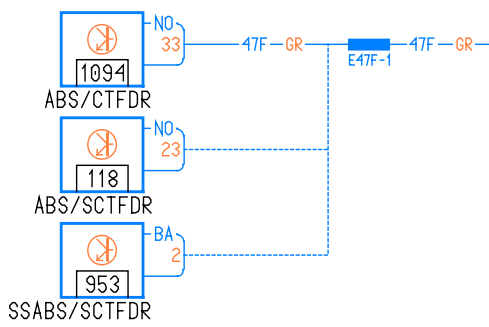 NO
33 47F GR 47F GR
E47F-1
1094
ABS/CTFDR
NO
23
118
ABS/SCTFDR
BA
2
953
SSABS/SCTFDR